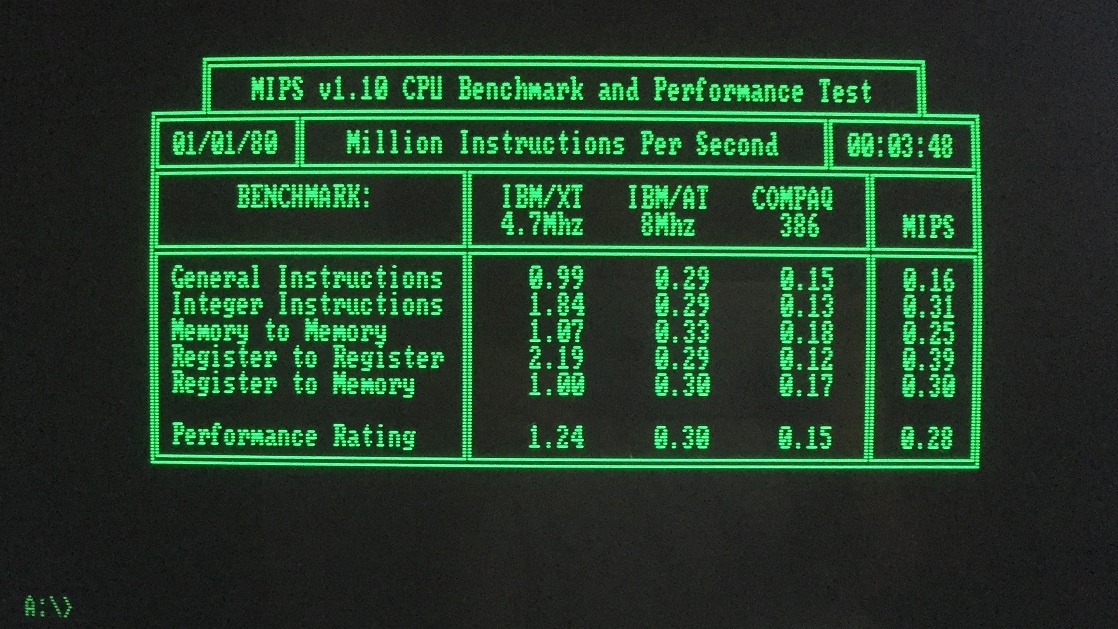 MIPS v1.10 CPU Benchmark and Performance Test
01/01/80 Million Instructions Per Second 00:03:48
BENCHMARK: IBM/XT IBM/AT COMPAQ
4.7Mhz 8Mhz 386 MIPS
General Instructions 0.99 0.29 0.15 0.16
Integer Instructions 1.84 0.29 0.13 0.31
Memory to Memory 1.07 0.33 0.18 0.25
Register to Register 2.19 0.29 0.12 0.39
Register to Memory 1.00 0.30 0.17 0.30
Performance Rating 1.24 0.30 0.15 0.28
A:\>